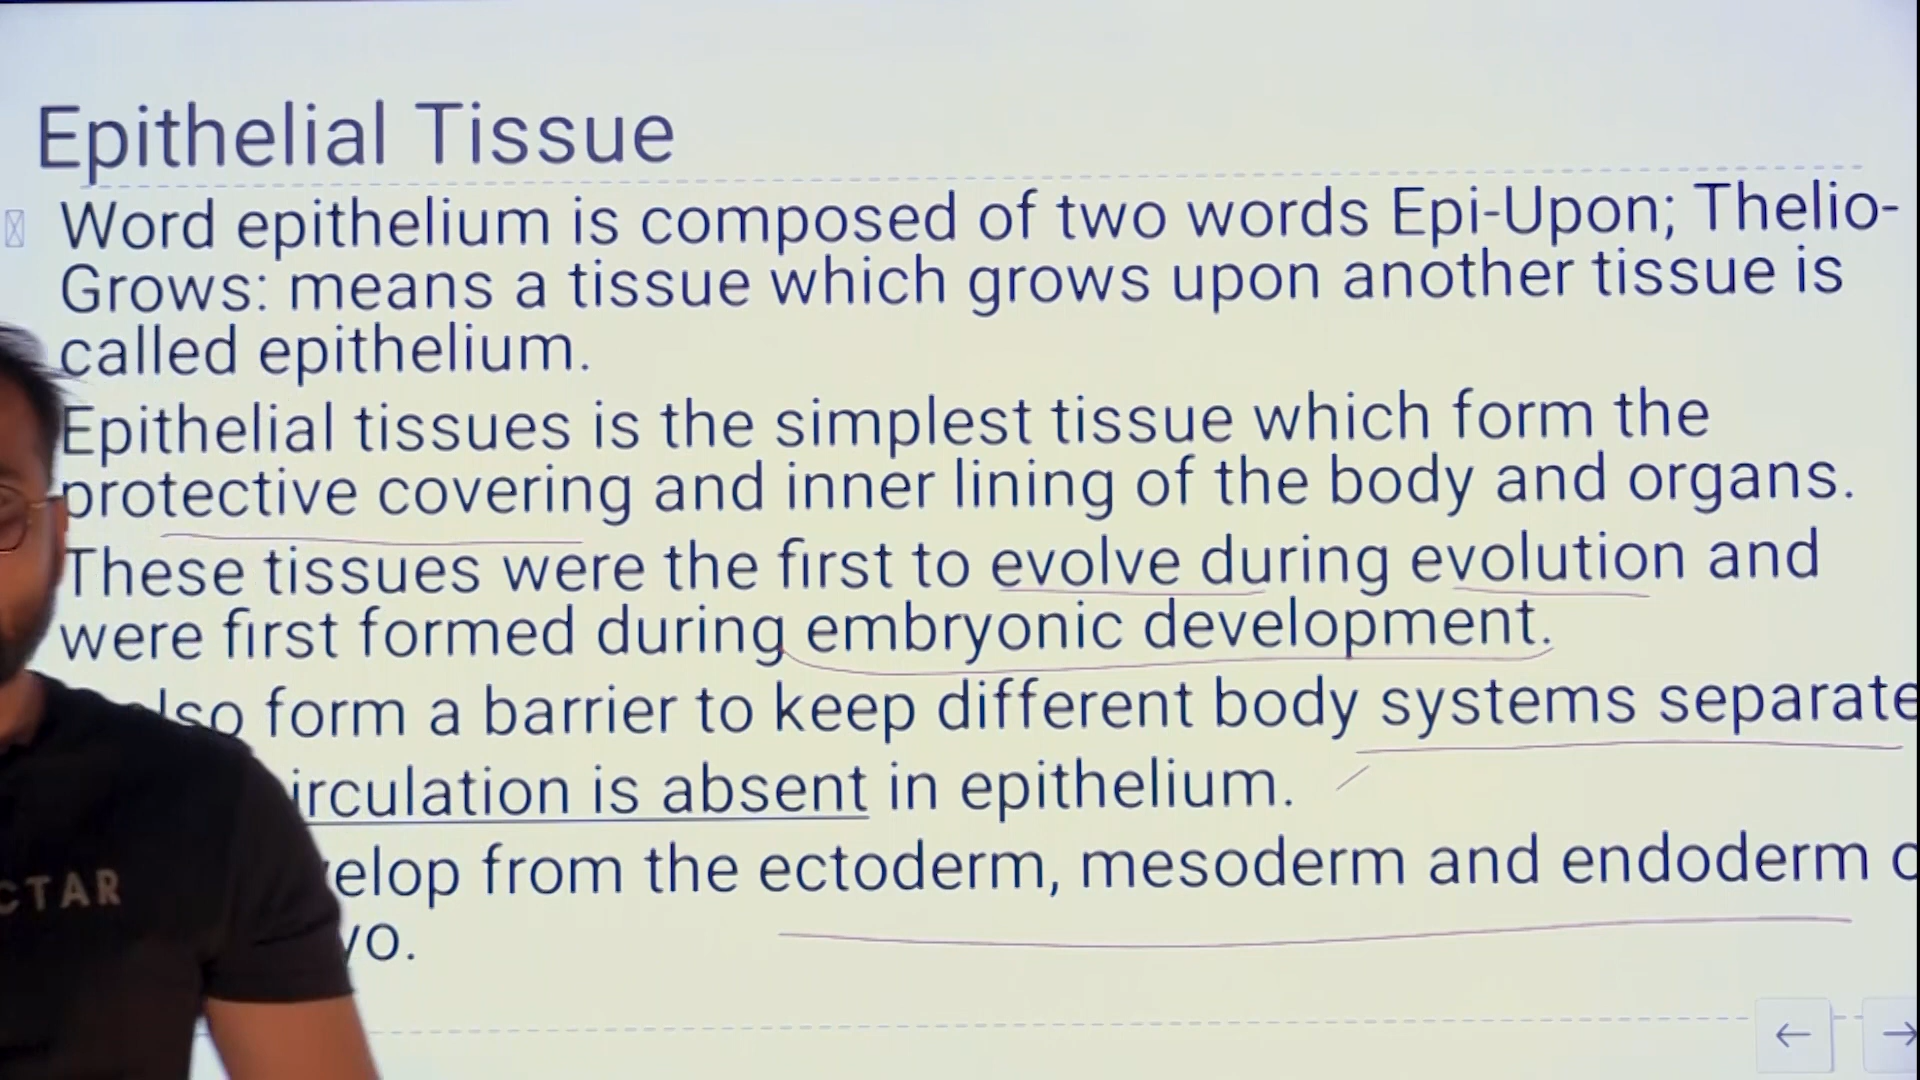 Epithelial Tissue
Word epithelium is composed of two words Epi-Upon; Thelio-
Grows: means a tissue which grows upon another tissue is
called epithelium.
Epithelial tissues is the simplest tissue which form the
protective covering and inner lining of the body and organs.
These tissues were the first to evolve during evolution and
were first formed during embryonic development.
form a barrier to keep different body systems separate
is absent in epithelium.
from the ectoderm, mesoderm and endoderm